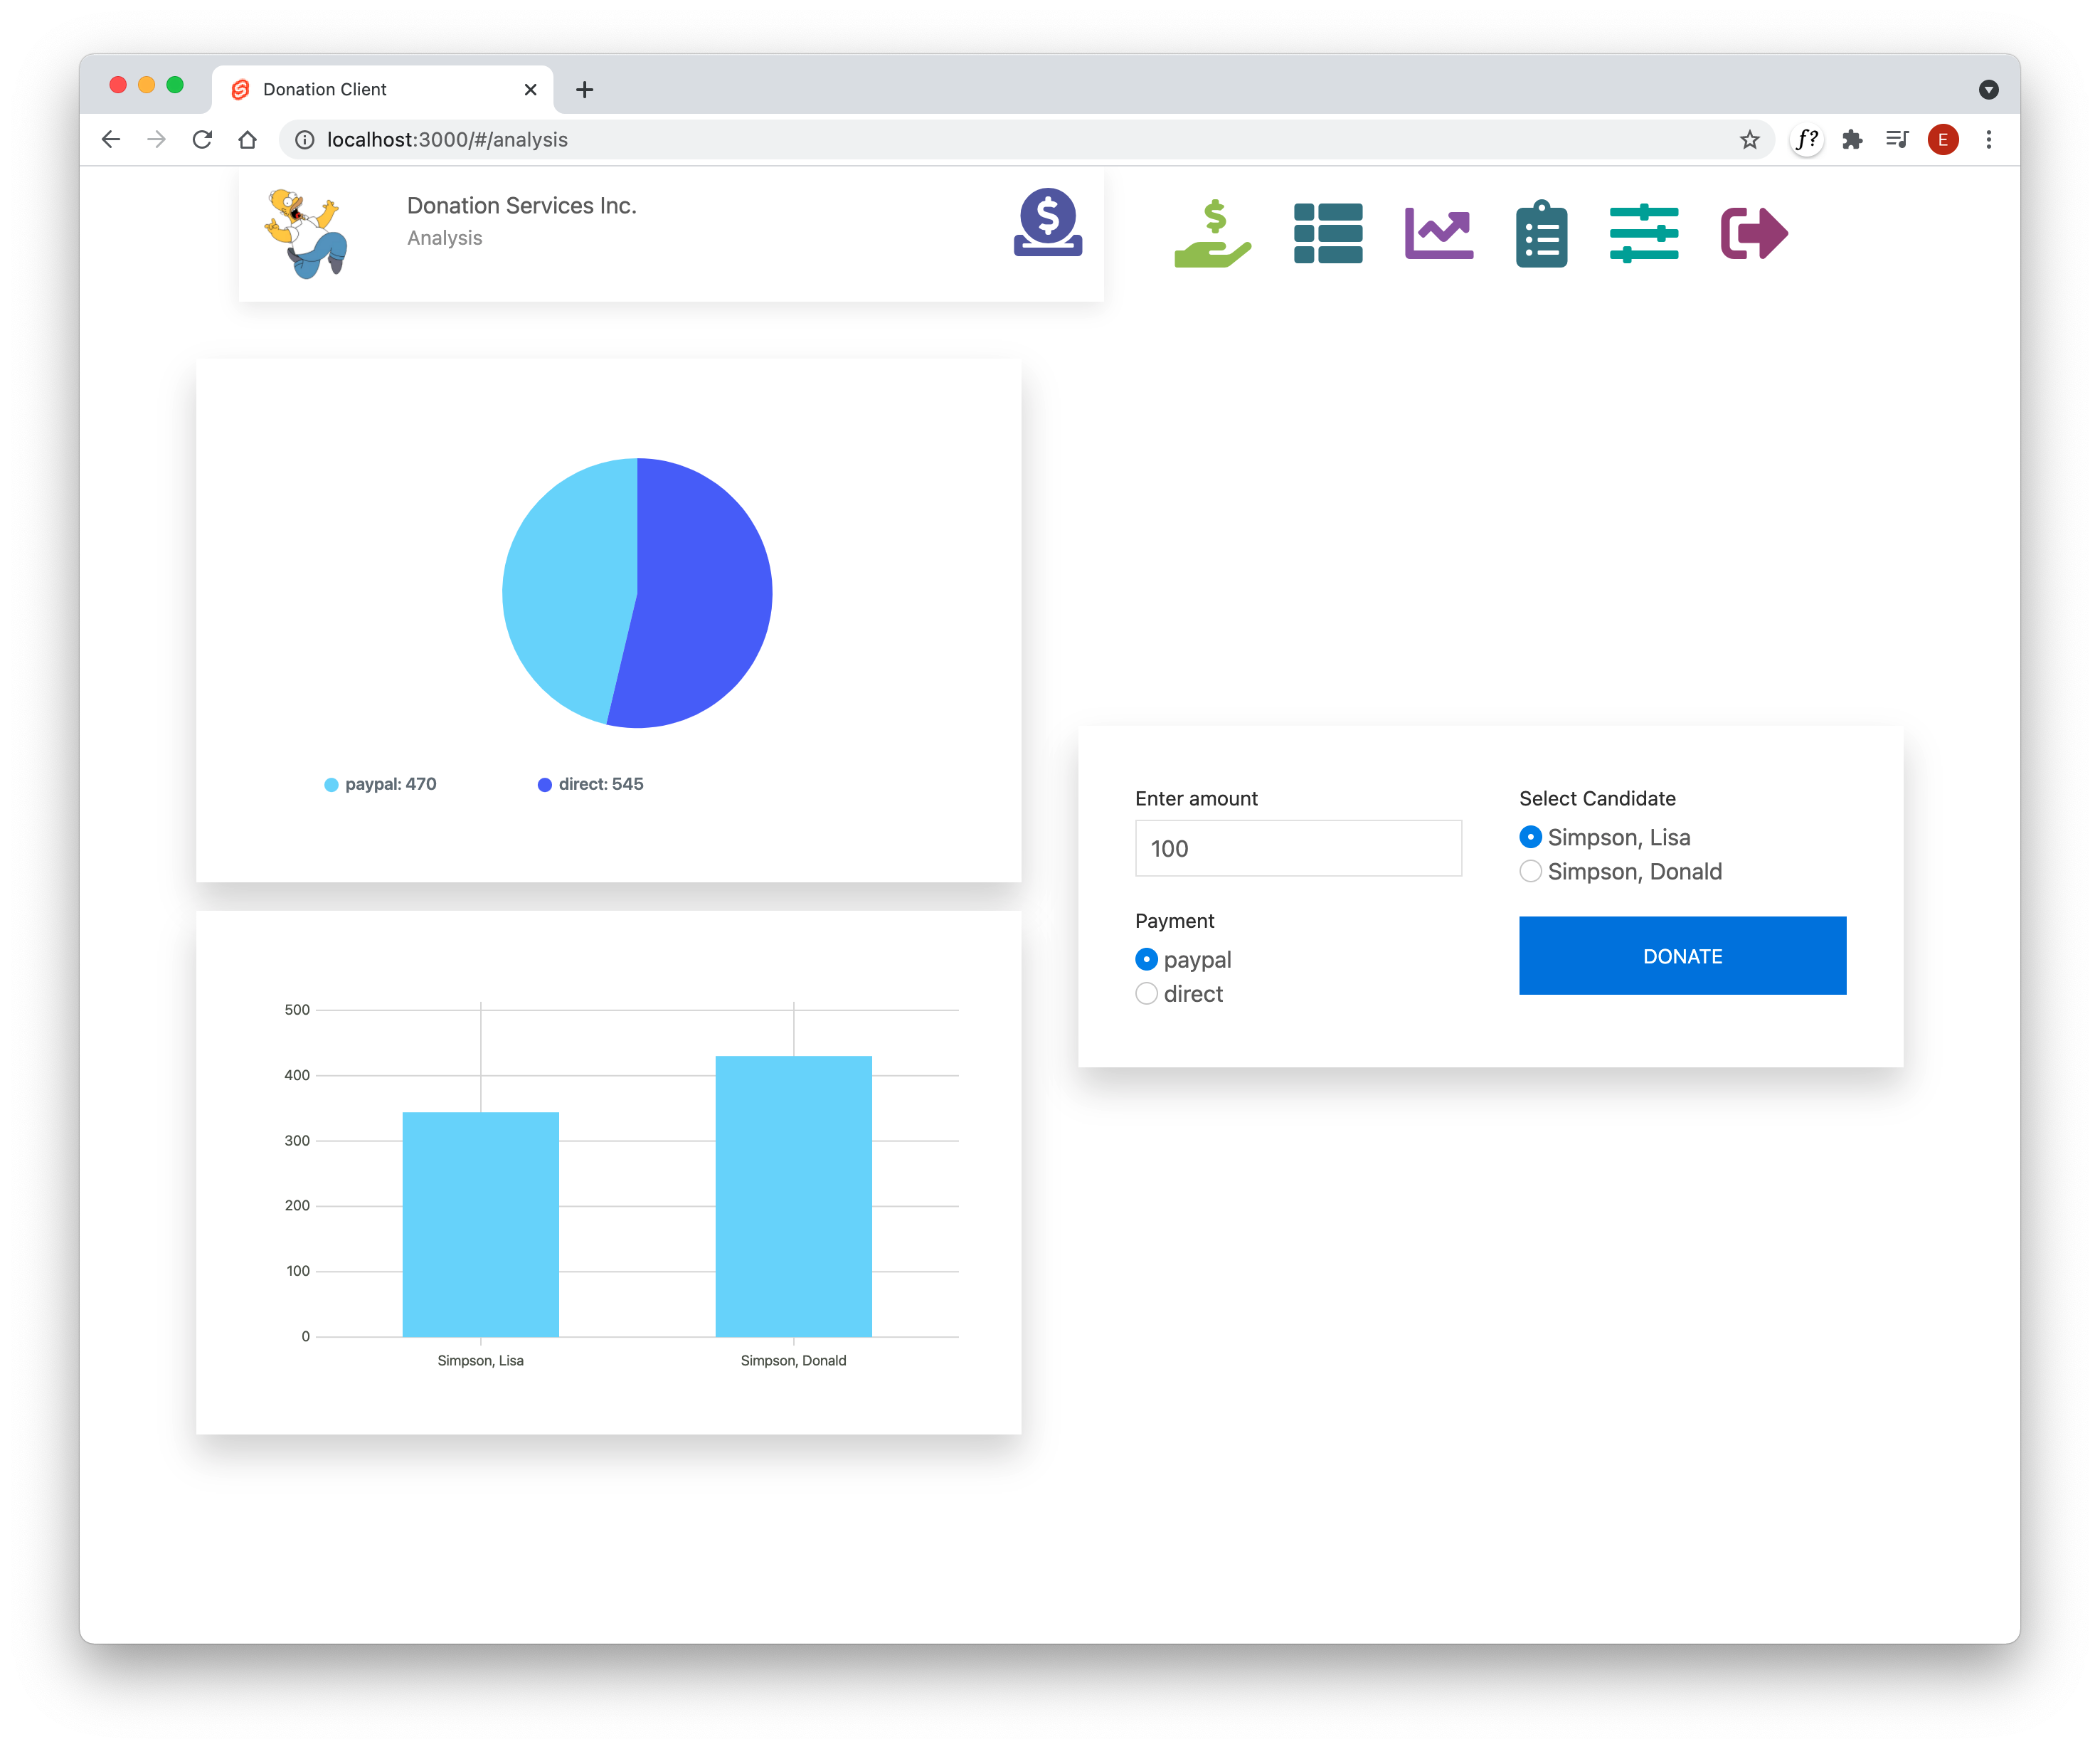 Donation Client
localhost:3000/#/analysis
f?
E
Donation Services Inc.
Analysis
$
$
paypal: 470
direct: 545
Enter amount
100
Payment
paypal
direct
Select Candidate
Simpson, Lisa
Simpson, Donald
DONATE
500
400
300
200
100
0
Simpson, Lisa
Simpson, Donald